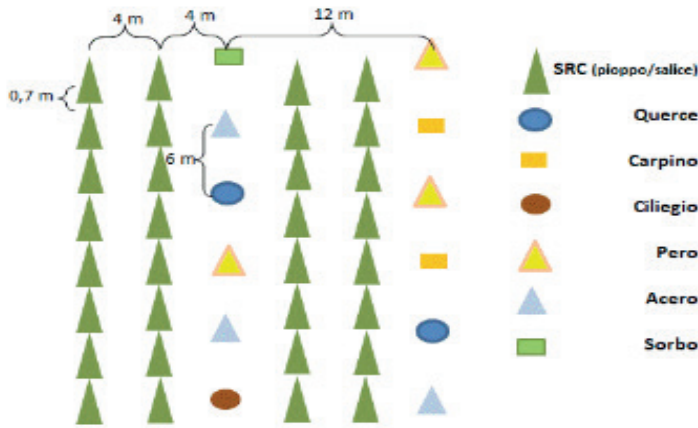 4 m
4 m
12 m
0,7 m
6 m
SRC (pioppo/salice)
Querce
Carpino
Ciliegio
Pero
Acero
Sorbo